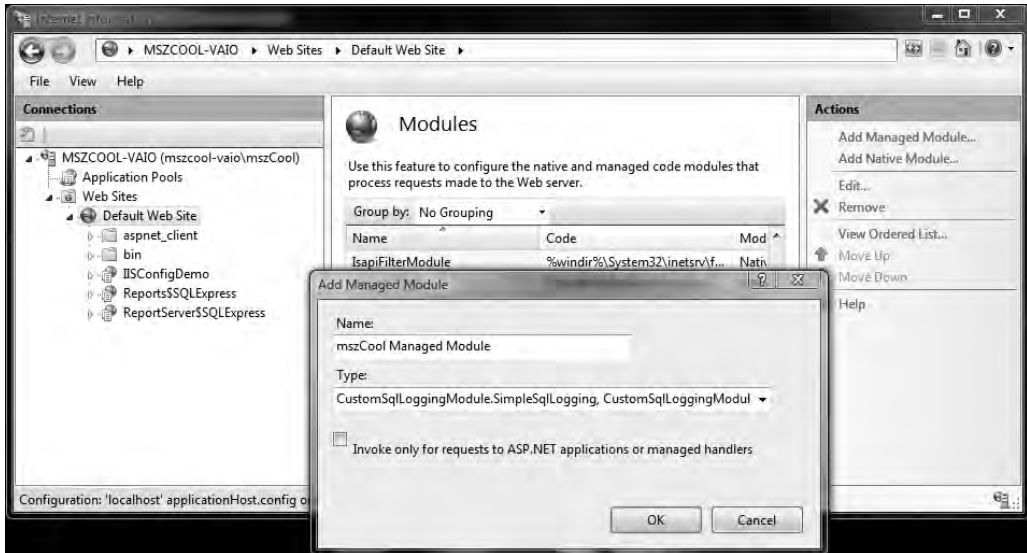 Internet Information
MSZCOOL-VAIO Web Sites Default Web Site
File View Help
Connections
MSZCOOL-VAIO (mszcool-vaio\mszCool)
Application Pools
Web Sites
Default Web Site
aspnet_client
bin
IISConfigDemo
Reports$SQLExpress
ReportServer$SQLExpress
Modules
Use this feature to configure the native and managed code modules that
process requests made to the Web server.
Group by: No Grouping
Name Code Mod
IsapiFilterModule %windir%\System32\inetsrv\f... Nativ
Actions
Add Managed Module...
Add Native Module...
Edit...
Remove
View Ordered List...
Move Up
Move Down
Help
Add Managed Module
Name:
mszCool Managed Module
Type:
CustomSqlLoggingModule.SimpleSqlLogging, CustomSqlLoggingModul
Invoke only for requests to ASP.NET applications or managed handlers
OK Cancel
Configuration: 'localhost' applicationHost.config o